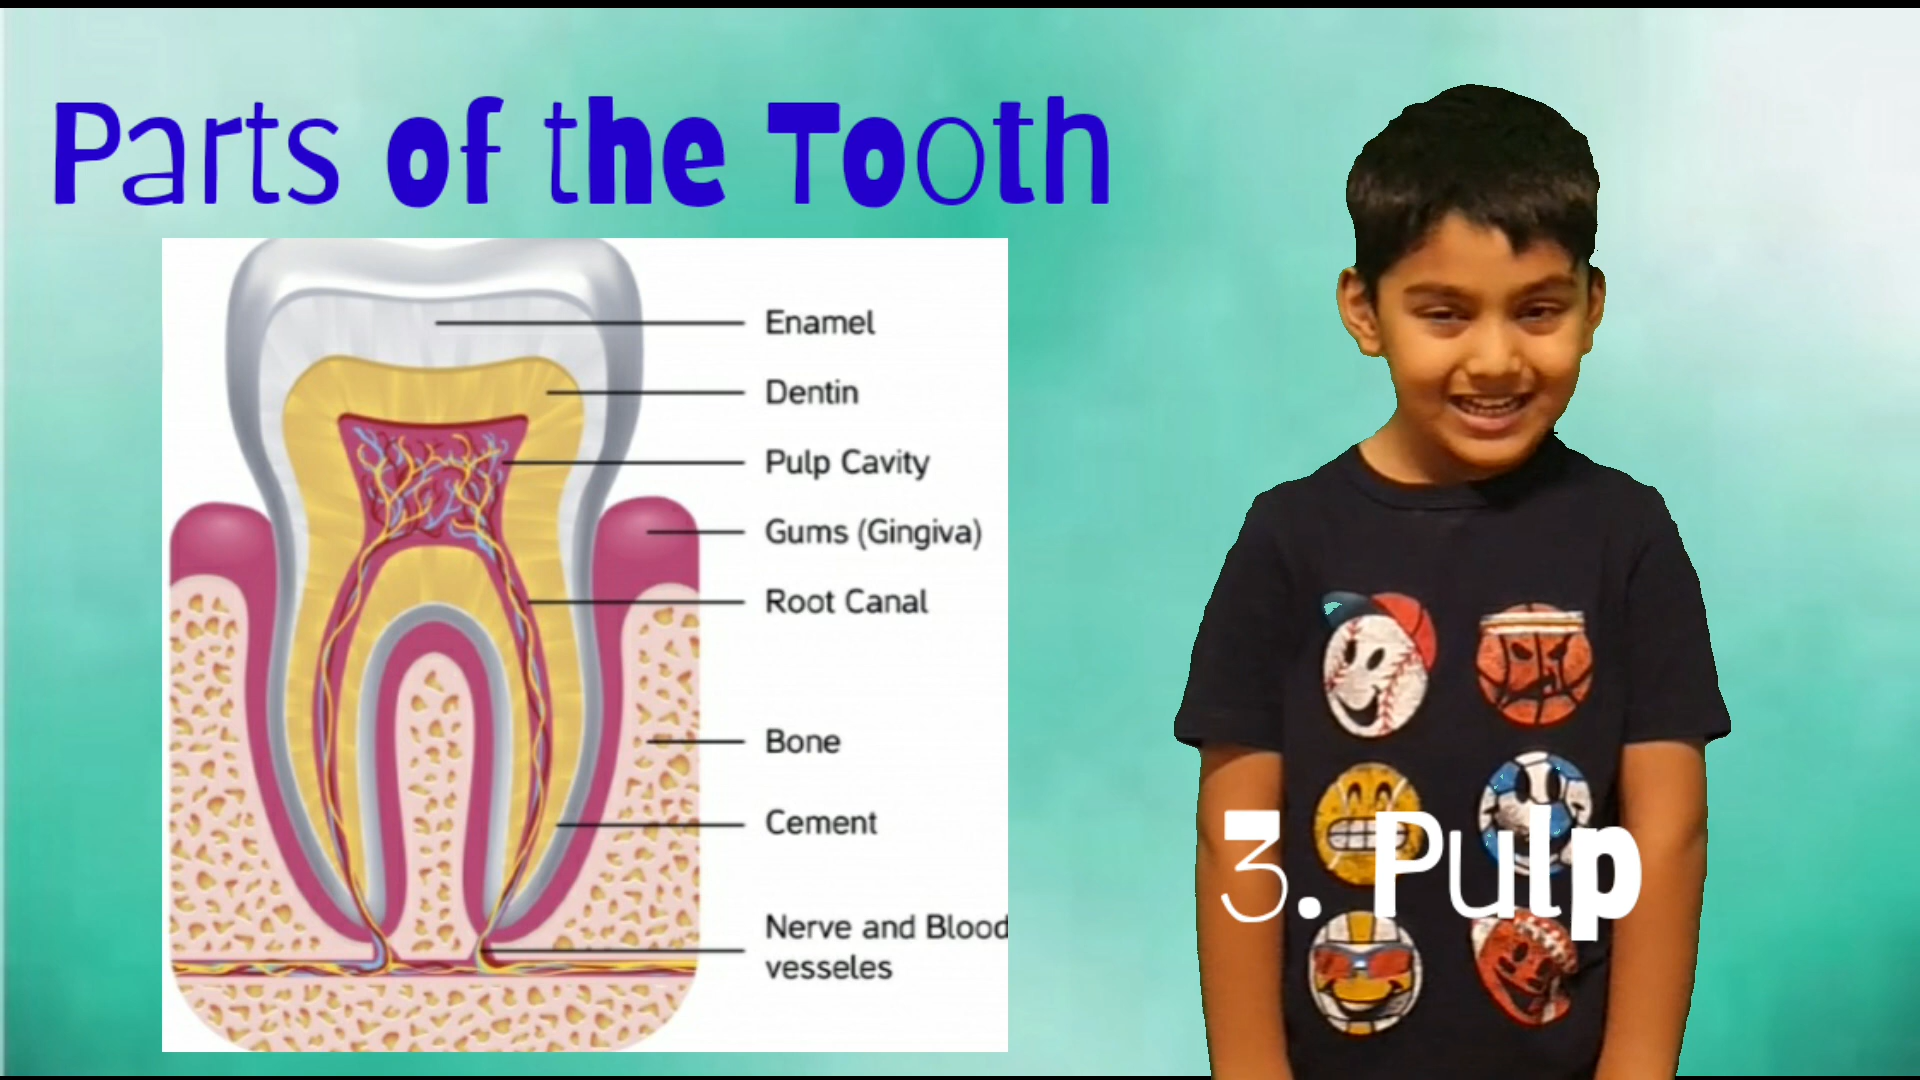 Parts of the Tooth
Enamel
Dentin
Pulp Cavity
Gums (Gingiva)
Root Canal
Bone
Cement
Nerve and Blood
vesseles
3. Pulp